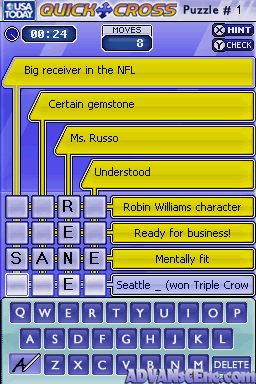 USA TODAY QUICK CROSS Puzzle # 1
00:24 MOVES 8 X HINT
Y CHECK
Big receiver in the NFL
Certain gemstone
Ms. Russo
Understood
R Robin Williams character
E Ready for business!
S A N E Mentally fit
E Seattle _ (won Triple Crow
Q W E R T Y U I O P
A S D F G H J K L
A Z X C V B N M DELETE
ADVANSCENE.com